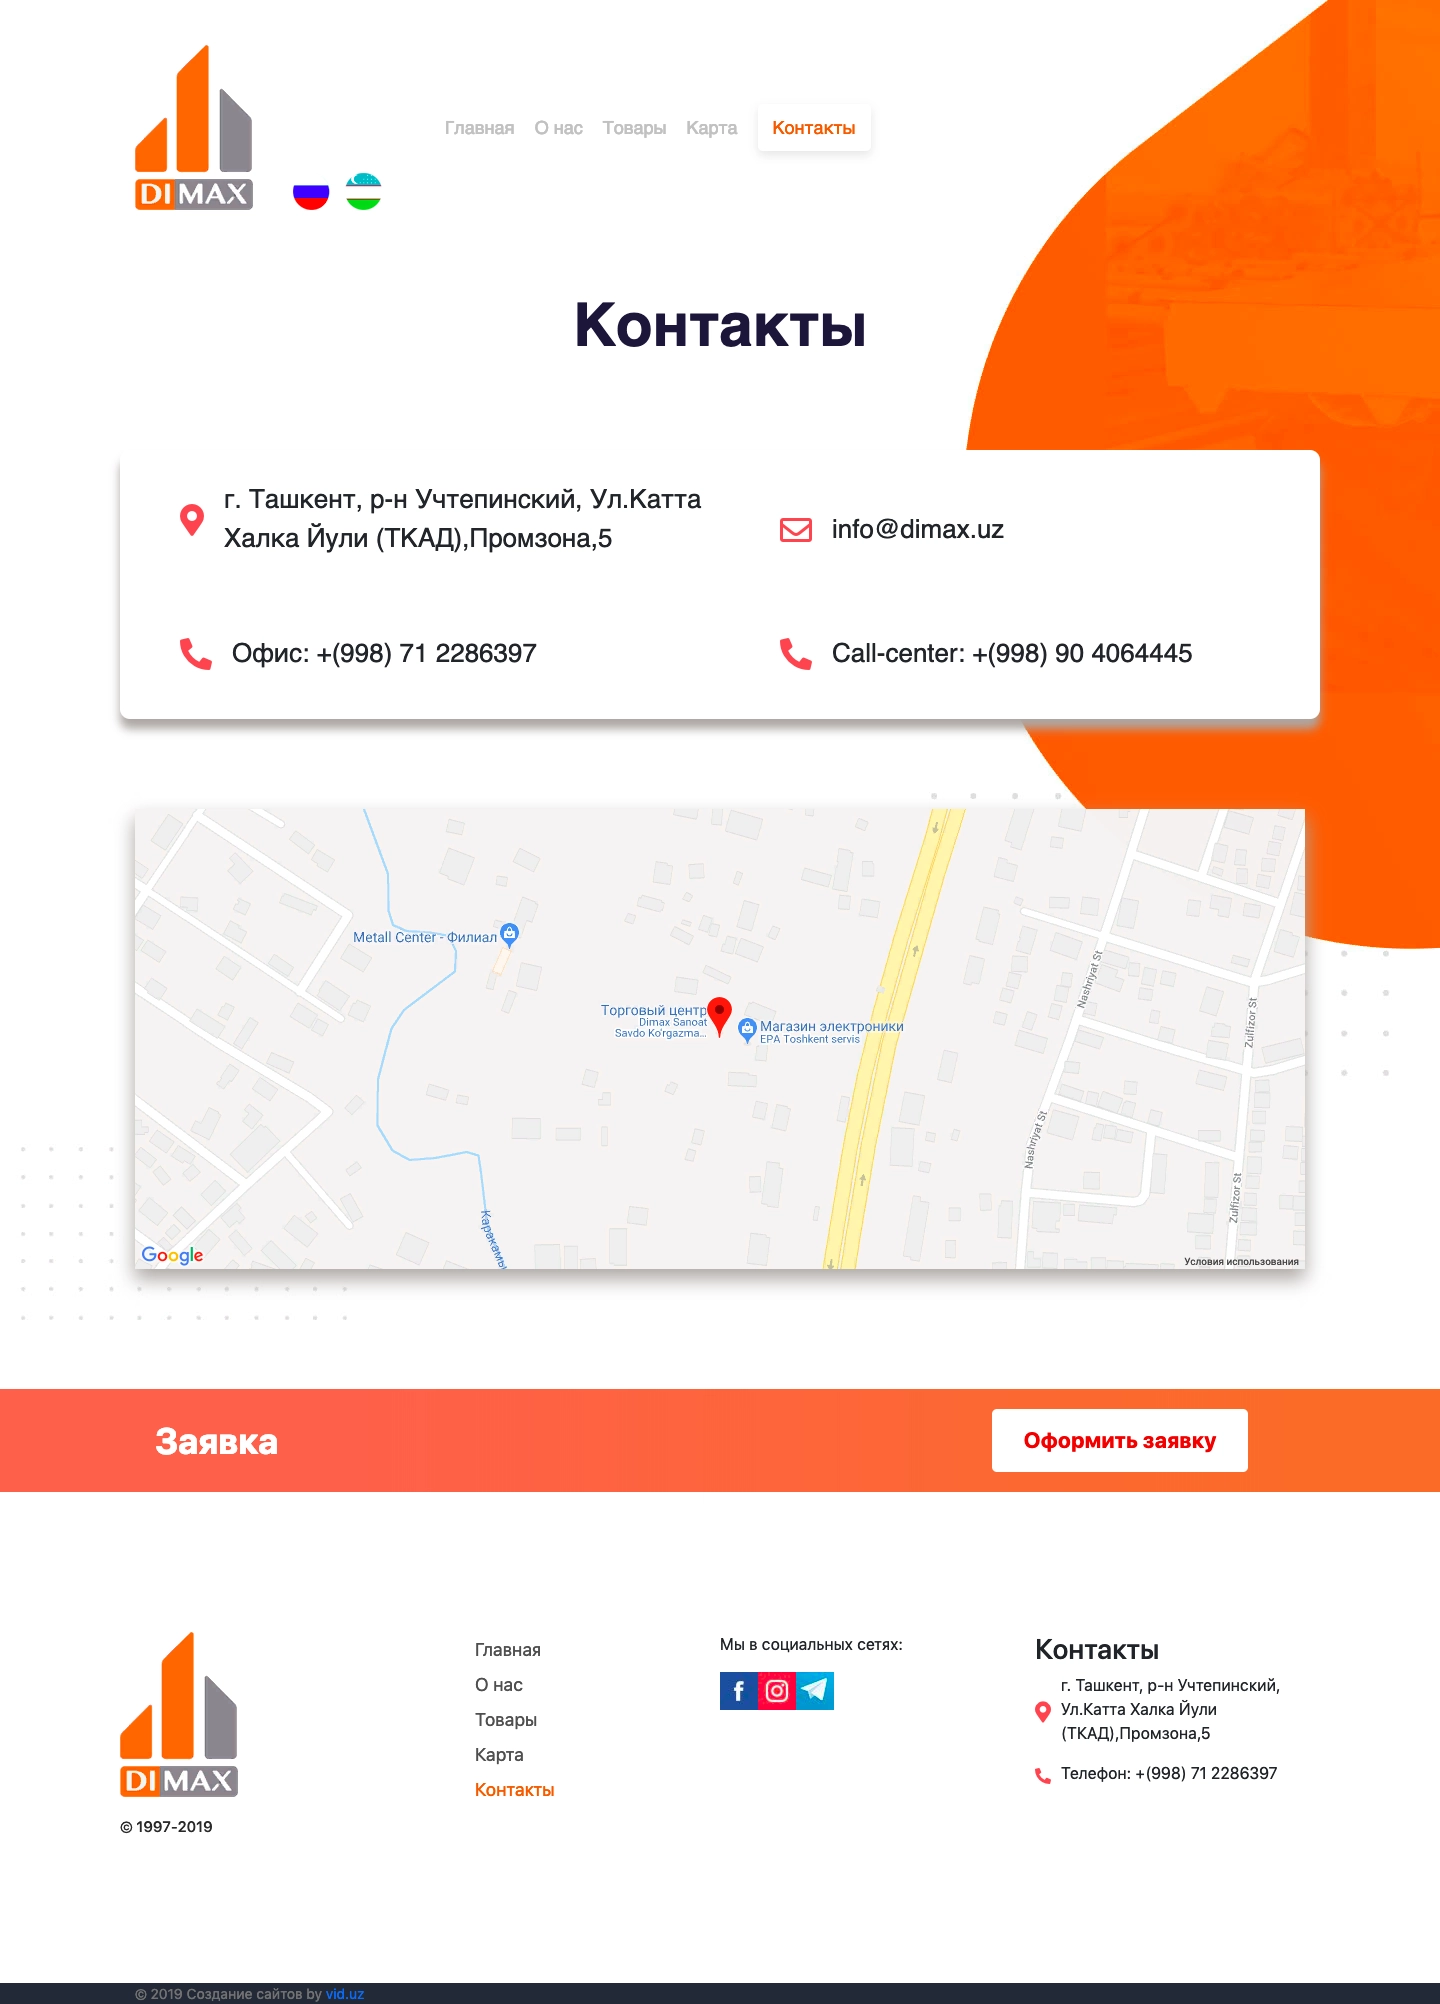 DIMAX
Главная
О нас
Товары
Карта
Контакты
Контакты
г. Ташкент, р-н Учтепинский, Ул.Катта
Халка Йули (ТКАД),Промзона,5
info@dimax.uz
Офис: +(998) 71 2286397
Call-center: +(998) 90 4064445
Metall Center - Филиал
Торговый центр
Dimax Sanoat
Savdo Ko'rgazma...
Магазин электроники
EPA Toshkent servis
Nashriyat St
Zulfizor St
Nashriyat St
Zulfizor St
Каракамы
Google
Условия использования
Заявка
Оформить заявку
DIMAX
© 1997-2019
Главная
О нас
Товары
Карта
Контакты
Мы в социальных сетях:
Контакты
г. Ташкент, р-н Учтепинский,
Ул.Катта Халка Йули
(ТКАД),Промзона,5
Телефон: +(998) 71 2286397
© 2019 Создание сайтов by vid.uz